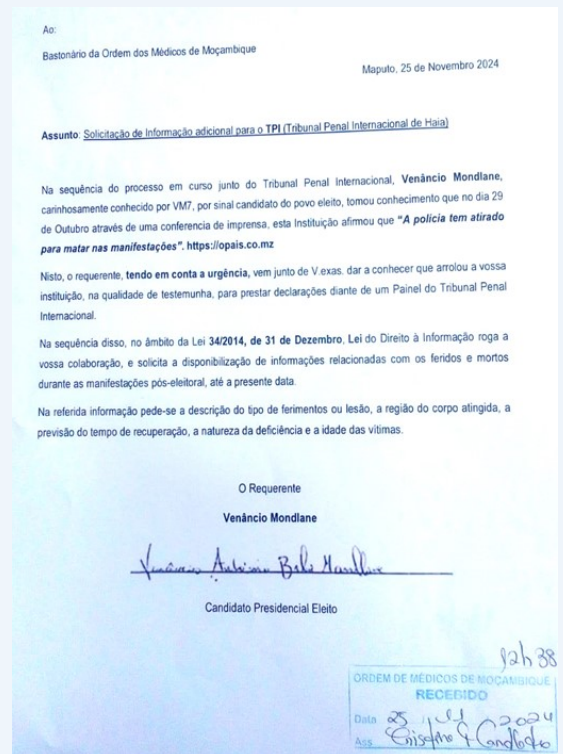 Ao:
Bastonário da Ordem dos Médicos de Moçambique
Maputo, 25 de Novembro 2024
Assunto: Solicitação de Informação adicional para o TPI (Tribunal Penal Internacional de Haia)
Na sequência do processo em curso junto do Tribunal Penal Internacional, Venâncio Mondlane,
carinhosamente conhecido por VM7, por sinal candidato do povo eleito, tomou conhecimento que no dia 29
de Outubro através de uma conferencia de imprensa, esta Instituição afirmou que "A policia tem atirado
para matar nas manifestações". https://opais.co.mz
Nisto, o requerente, tendo em conta a urgência, vem junto de V.exas. dar a conhecer que arrolou a vossa
instituição, na qualidade de testemunha, para prestar declarações diante de um Painel do Tribunal Penal
Internacional.
Na sequência disso, no âmbito da Lei 34/2014, de 31 de Dezembro, Lei do Direito à Informação roga a
vossa colaboração, e solicita a disponibilização de informações relacionadas com os feridos e mortos
durante as manifestações pós-eleitoral, até a presente data.
Na referida informação pede-se a descrição do tipo de ferimentos ou lesão, a região do corpo atingida, a
previsão do tempo de recuperação, a natureza da deficiência e a idade das vitimas.
O Requerente
Venâncio Mondlane
Candidato Presidencial Eleito
12h38
ORDEM DE MÉDICOS DE MOÇAMBIQUE
RECEBIDO
Data 25 / 11 / 2024
Ass